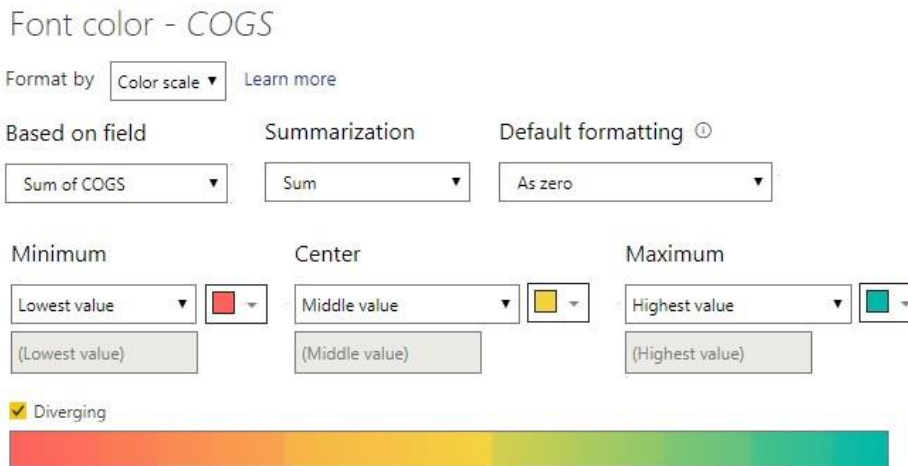 Font color - COGS
Format by Color scale Learn more
Based on field Summarization Default formatting
Sum of COGS Sum As zero
Minimum Center Maximum
Lowest value Middle value Highest value
(Lowest value) (Middle value) (Highest value)
Diverging